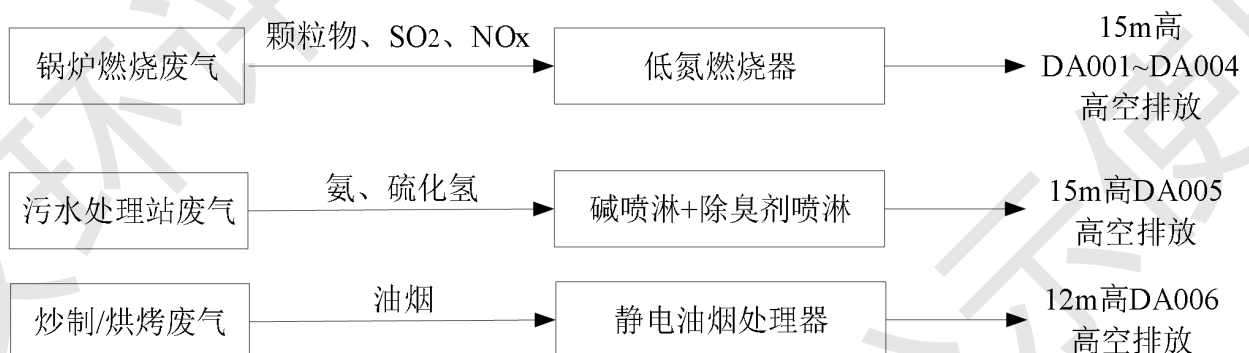 锅炉燃烧废气
颗粒物、SO2、NOx
低氮燃烧器
15m高
DA001~DA004
高空排放
污水处理站废气
氨、硫化氢
碱喷淋+除臭剂喷淋
15m高DA005
高空排放
炒制/烘烤废气
油烟
静电油烟处理器
12m高DA006
高空排放